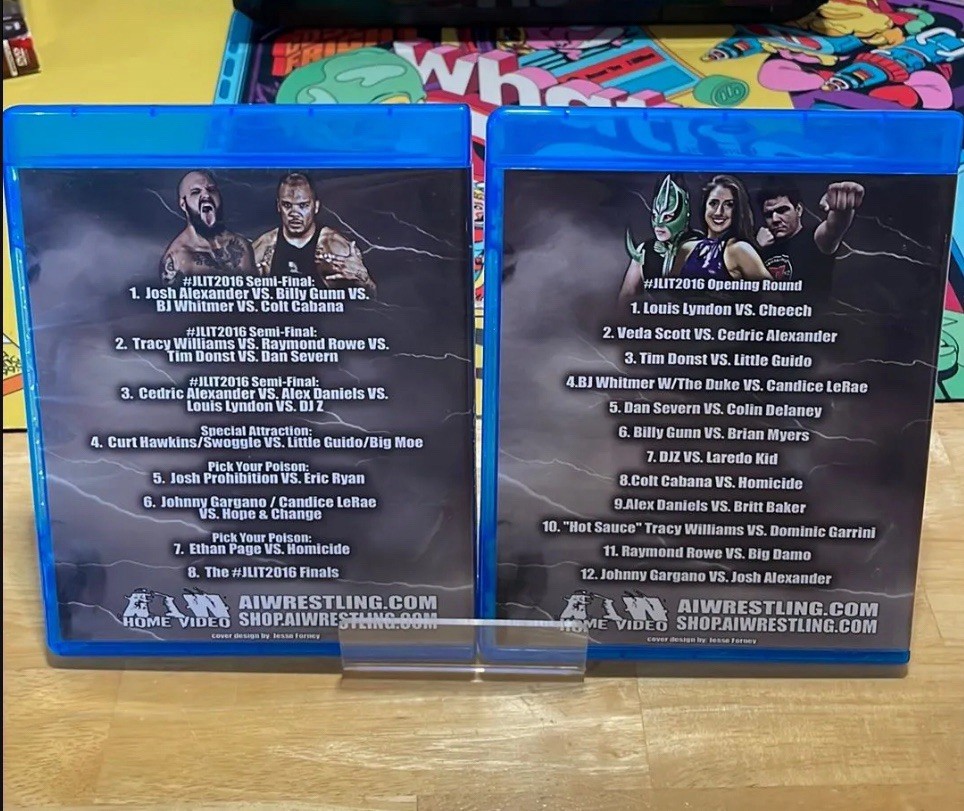 wha
DVD
#JLIT2016 Semi-Final:
1. Josh Alexander VS. Billy Gunn VS.
BJ Whitmer VS. Colt Cabana
#JLIT2016 Semi-Final:
2. Tracy Williams VS. Raymond Rowe VS.
Tim Donst VS. Dan Severn
#JLIT2016 Semi-Final:
3. Cedric Alexander VS. Alex Daniels VS.
Louis Lyndon VS. DJ Z
Special Attraction:
4. Curt Hawkins/Swoggle VS. Little Guido/Big Moe
Pick Your Poison:
5. Josh Prohibition VS. Eric Ryan
6. Johnny Gargano / Candice LeRae
VS. Hope & Change
Pick Your Poison:
7. Ethan Page VS. Homicide
8. The #JLIT2016 Finals
AIW
HOME VIDEO
AIWRESTLING.COM
SHOP.AIWRESTLING.COM
cover design by: Jesse Forney
#JLIT2016 Opening Round
1. Louis Lyndon VS. Cheech
2. Veda Scott VS. Cedric Alexander
3. Tim Donst VS. Little Guido
4.BJ Whitmer W/The Duke VS. Candice LeRae
5. Dan Severn VS. Colin Delaney
6. Billy Gunn VS. Brian Myers
7. DJZ VS. Laredo Kid
8.Colt Cabana VS. Homicide
9.Alex Daniels VS. Britt Baker
10. "Hot Sauce" Tracy Williams VS. Dominic Garrini
11. Raymond Rowe VS. Big Damo
12. Johnny Gargano VS. Josh Alexander
AIW
HOME VIDEO
AIWRESTLING.COM
SHOP.AIWRESTLING.COM
cover design by: Jesse Forney